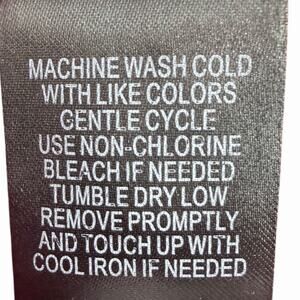 MACHINE WASH COLD
WITH LIKE COLORS
GENTLE CYCLE
USE NON-CHLORINE
BLEACH IF NEEDED
TUMBLE DRY LOW
REMOVE PROMPTLY
AND TOUCH UP WITH
COOL IRON IF NEEDED